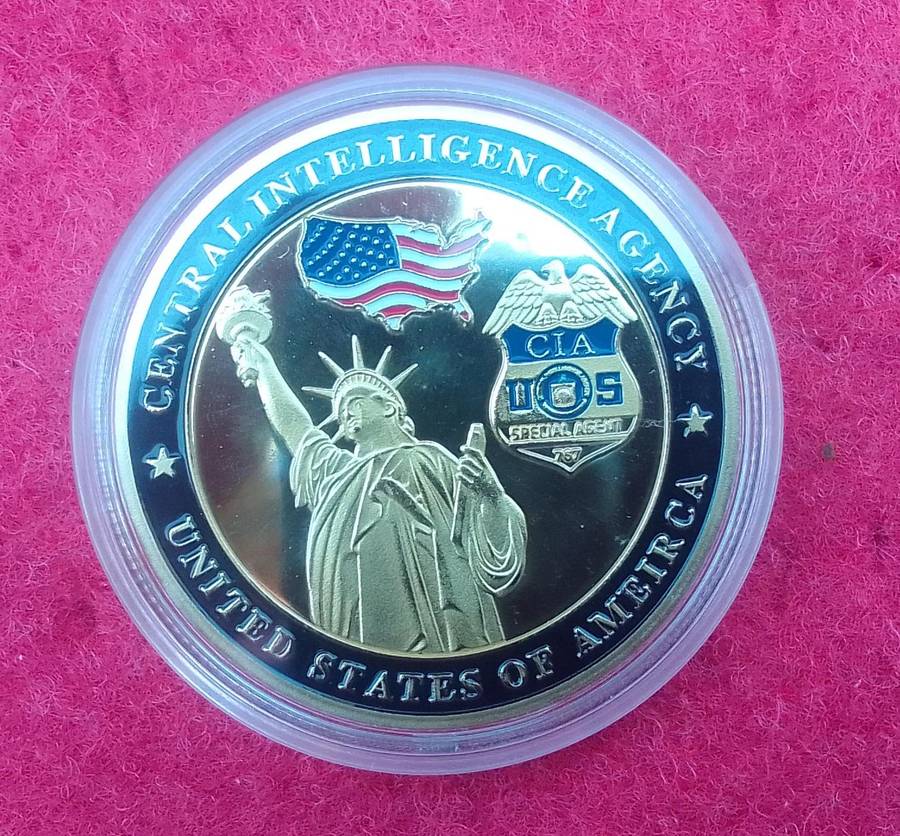 CENTRAL INTELLIGENCE AGENCY
CIA
US
SPECIAL AGENT
767
UNITED STATES OF AMEIRCA